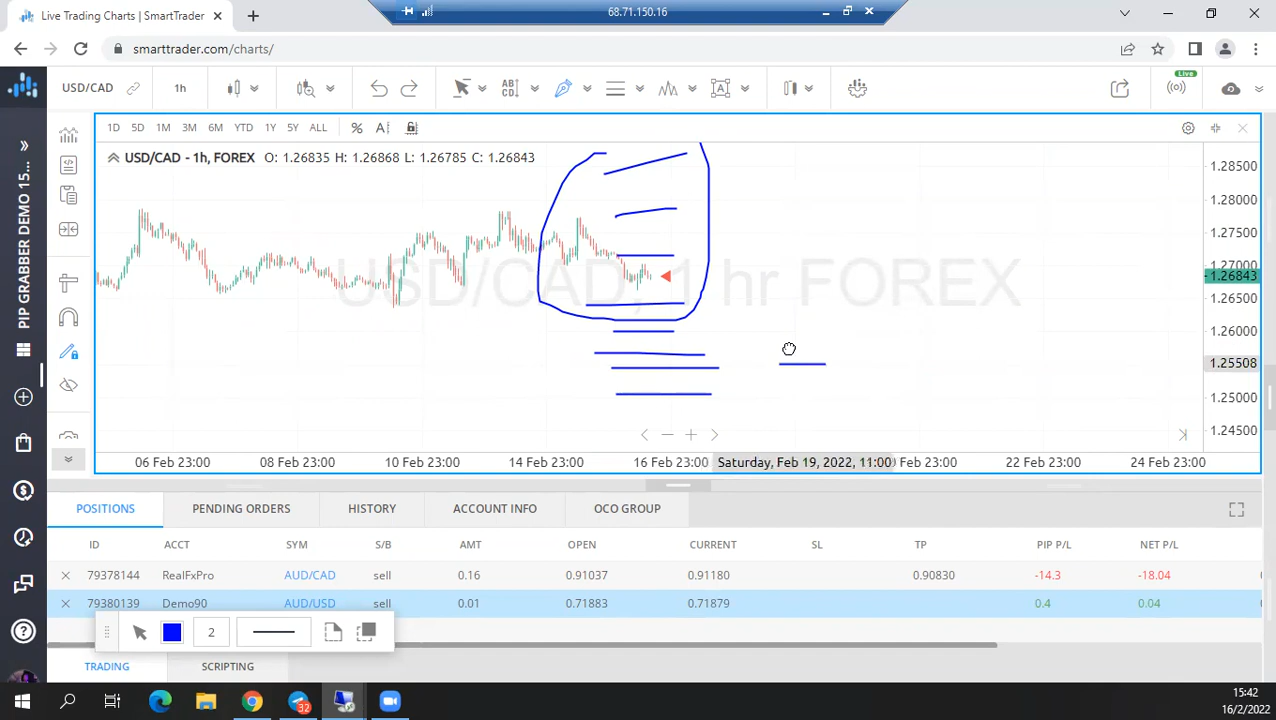 Live Trading Charts | SmartTrader
68.71.150.16
smarttrader.com/charts/
USD/CAD 1h
Live
1D 5D 1M 3M 6M YTD 1Y 5Y ALL % A
USD/CAD - 1h, FOREX O: 1.26835 H: 1.26868 L: 1.26785 C: 1.26843
USD/CAD, 1 hr FOREX
1.28500
1.28000
1.27500
1.27000
1.26843
1.26500
1.26000
1.25508
1.25000
1.24500
06 Feb 23:00 08 Feb 23:00 10 Feb 23:00 14 Feb 23:00 16 Feb 23:00 Saturday, Feb 19, 2022, 11:00 Feb 23:00 22 Feb 23:00 24 Feb 23:00
PIP GRABBER DEMO 15...
POSITIONS PENDING ORDERS HISTORY ACCOUNT INFO OCO GROUP
ID ACCT SYM S/B AMT OPEN CURRENT SL TP PIP P/L NET P/L
79378144 RealFxPro AUD/CAD sell 0.16 0.91037 0.91180 0.90830 -14.3 -18.04
79380139 Demo90 AUD/USD sell 0.01 0.71883 0.71879 0.4 0.04
2
TRADING SCRIPTING
32
15:42
16/2/2022